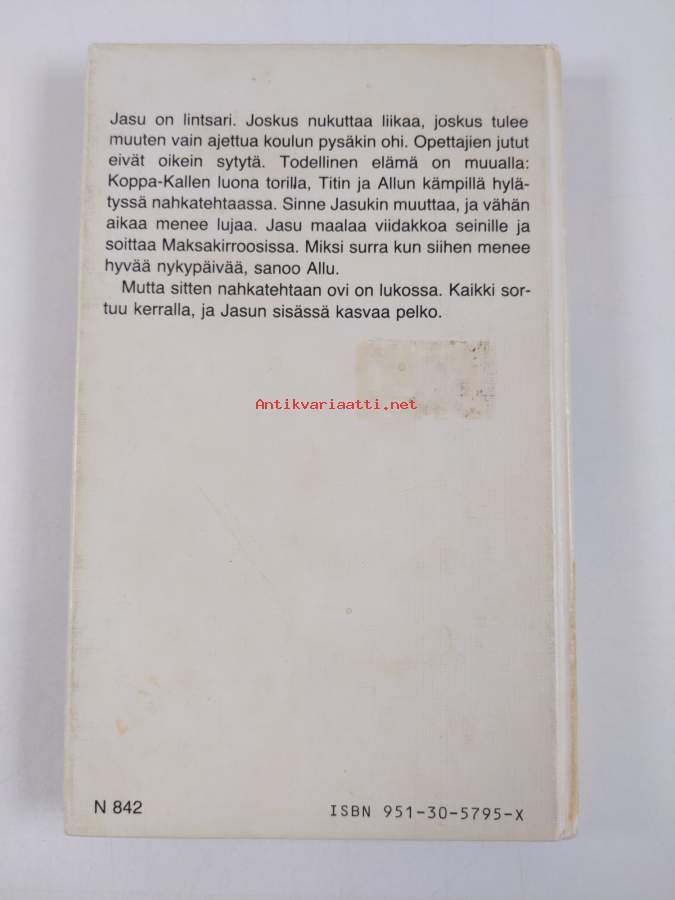 Jasu on lintsari. Joskus nukuttaa liikaa, joskus tulee
muuten vain ajettua koulun pysäkin ohi. Opettajien jutut
eivät oikein sytytä. Todellinen elämä on muualla:
Koppa-Kallen luona torilla, Titin ja Allun kämpillä hylä-
tyssä nahkatehtaassa. Sinne Jasukin muuttaa, ja vähän
aikaa menee lujaa. Jasu maalaa viidakkoa seinille ja
soittaa Maksakirroosissa. Miksi surra kun siihen menee
hyvää nykypäivää, sanoo Allu.
Mutta sitten nahkatehtaan ovi on lukossa. Kaikki sor-
tuu kerralla, ja Jasun sisässä kasvaa pelko.
Antikvariaatti.net
N 842
ISBN 951-30-5795-X